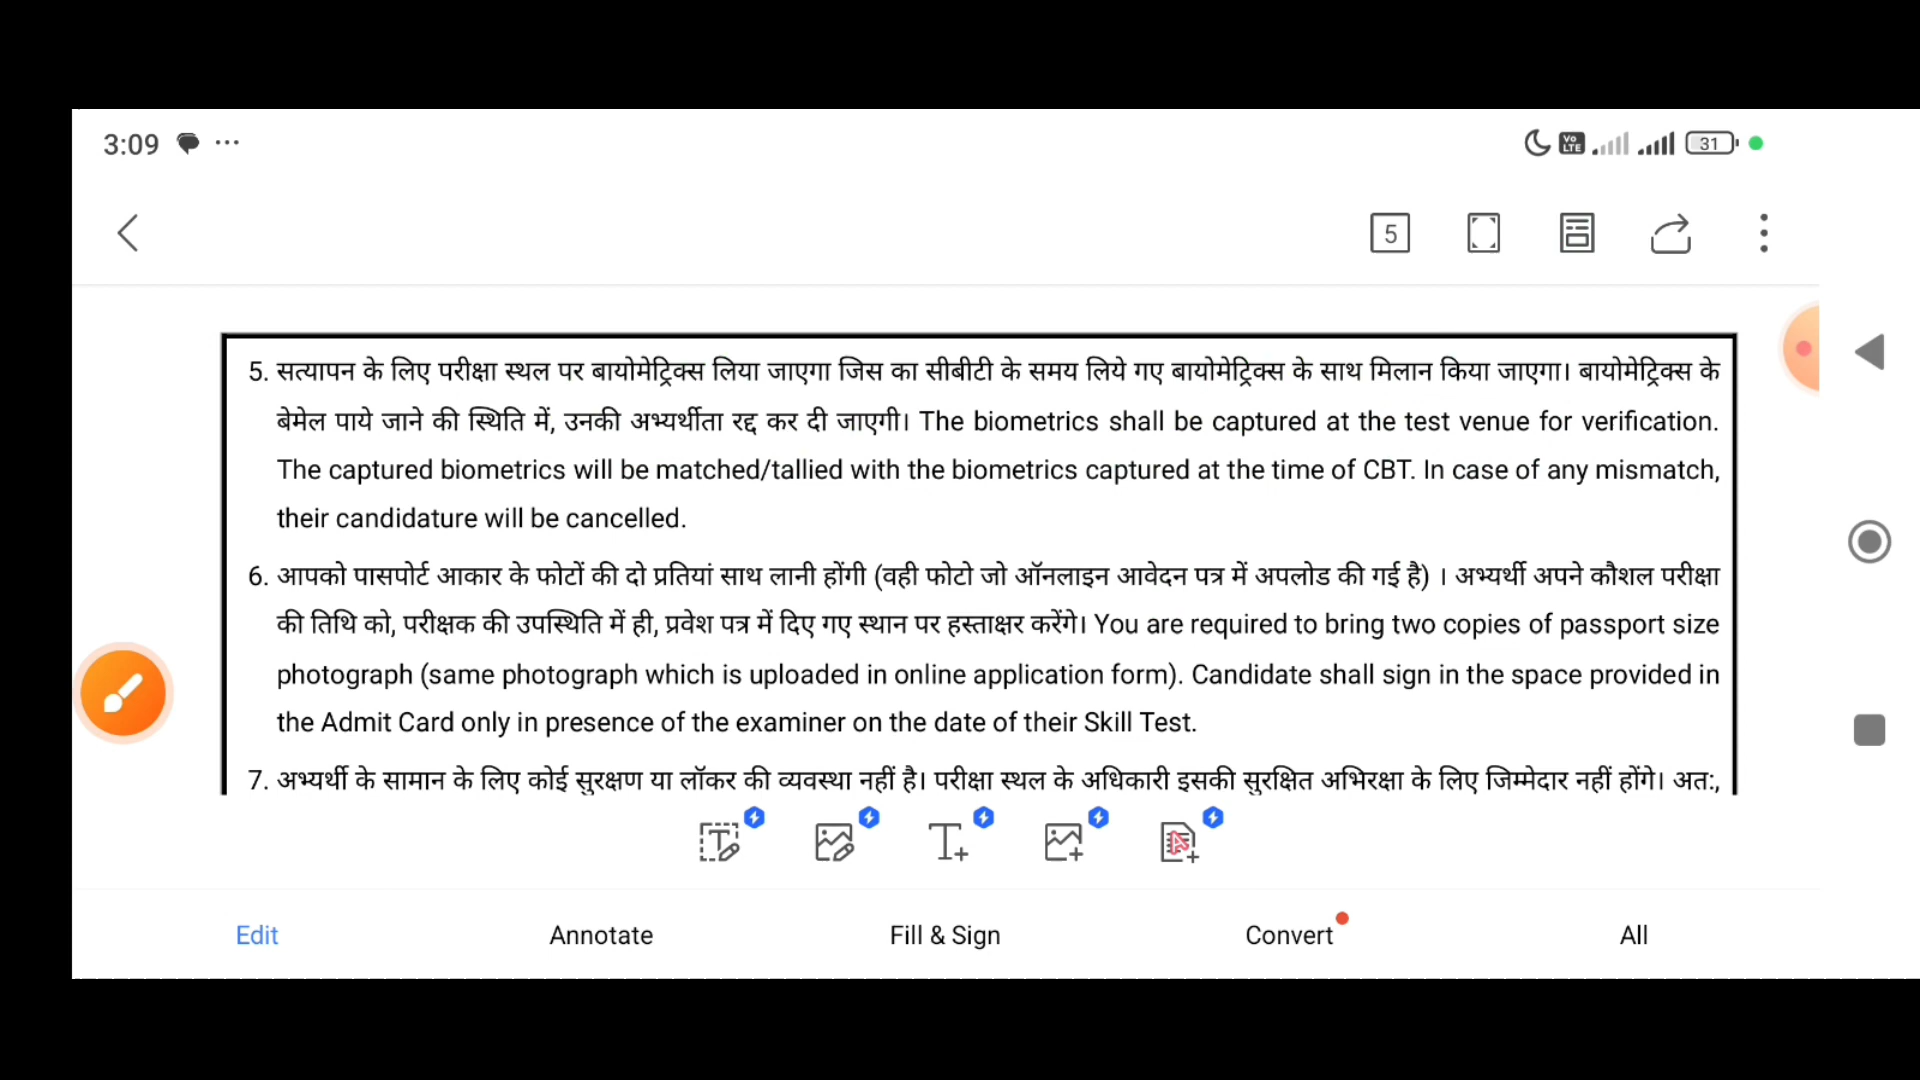 3:09
Vo LTE
31
5
5. सत्यापन के लिए परीक्षा स्थल पर बायोमेट्रिक्स लिया जाएगा जिस का सीबीटी के समय लिये गए बायोमेट्रिक्स के साथ मिलान किया जाएगा। बायोमेट्रिक्स के
बेमेल पाये जाने की स्थिति में, उनकी अभ्यर्थीता रद्द कर दी जाएगी। The biometrics shall be captured at the test venue for verification.
The captured biometrics will be matched/tallied with the biometrics captured at the time of CBT. In case of any mismatch,
their candidature will be cancelled.
6. आपको पासपोर्ट आकार के फोटों की दो प्रतियां साथ लानी होंगी (वही फोटो जो ऑनलाइन आवेदन पत्र में अपलोड की गई है) । अभ्यर्थी अपने कौशल परीक्षा
की तिथि को, परीक्षक की उपस्थिति में ही, प्रवेश पत्र में दिए गए स्थान पर हस्ताक्षर करेंगे। You are required to bring two copies of passport size
photograph (same photograph which is uploaded in online application form). Candidate shall sign in the space provided in
the Admit Card only in presence of the examiner on the date of their Skill Test.
7. अभ्यर्थी के सामान के लिए कोई सुरक्षण या लॉकर की व्यवस्था नहीं है। परीक्षा स्थल के अधिकारी इसकी सुरक्षित अभिरक्षा के लिए जिम्मेदार नहीं होंगे। अत:,
Edit
Annotate
Fill & Sign
Convert
All